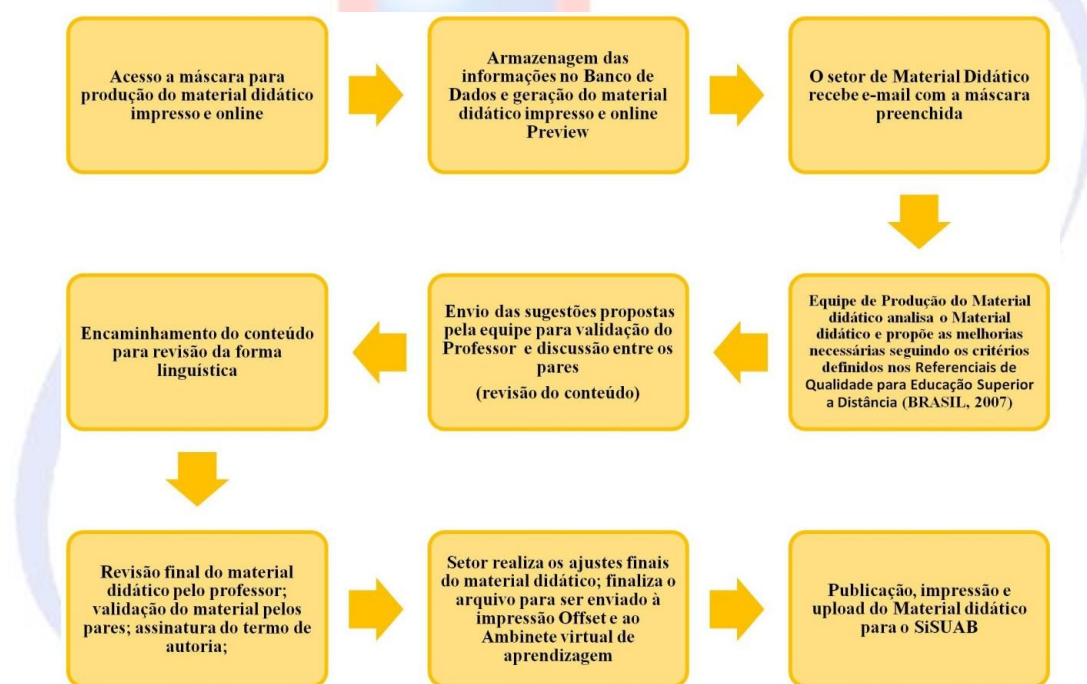 Acesso a máscara para
produção do material didático
impresso e online
Armazenagem das
informações no Banco de
Dados e geração do material
didático impresso e online
Preview
O setor de Material Didático
recebe e-mail com a máscara
preenchida
Equipe de Produção do Material
didático analisa o Material
didático e propõe as melhorias
necessárias seguindo os critérios
definidos nos Referenciais de
Qualidade para Educação Superior
a Distância (BRASIL, 2007)
Envio das sugestões propostas
pela equipe para validação do
Professor e discussão entre os
pares
(revisão do conteúdo)
Encaminhamento do conteúdo
para revisão da forma
linguística
Revisão final do material
didático pelo professor;
validação do material pelos
pares; assinatura do termo de
autoria;
Setor realiza os ajustes finais
do material didático; finaliza o
arquivo para ser enviado à
impressão Offset e ao
Ambinete virtual de
aprendizagem
Publicação, impressão e
upload do Material didático
para o SiSUAB